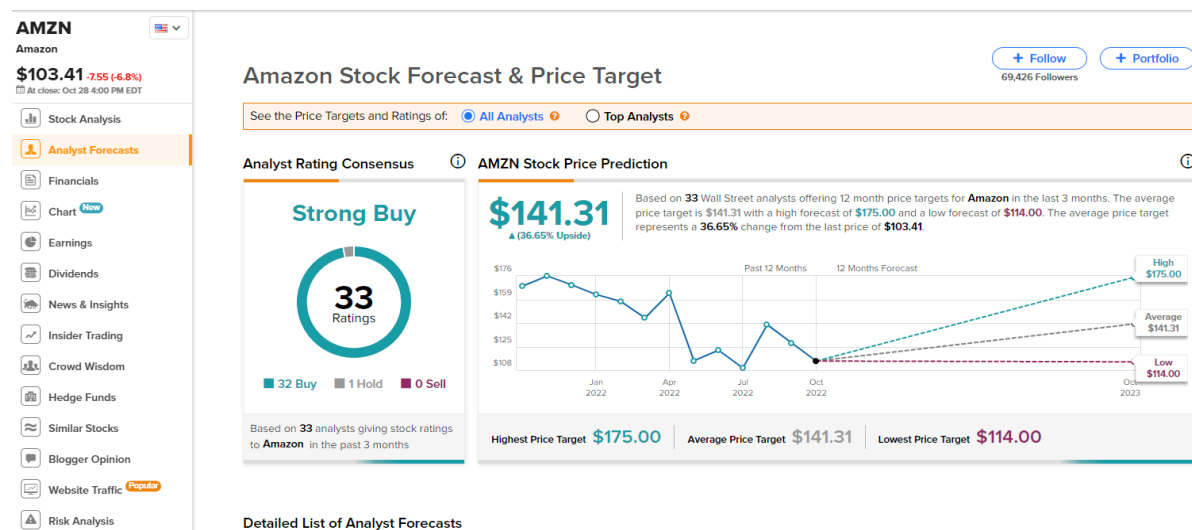 AMZN
Amazon
$103.41 -7.55 (-6.8%)
At close: Oct 28 4:00 PM EDT
Stock Analysis
Analyst Forecasts
Financials
Chart New
Earnings
Dividends
News & Insights
Insider Trading
Crowd Wisdom
Hedge Funds
Similar Stocks
Blogger Opinion
Website Traffic Popular
Risk Analysis
Amazon Stock Forecast & Price Target
+ Follow
+ Portfolio
69,426 Followers
See the Price Targets and Ratings of: All Analysts ? Top Analysts ?
Analyst Rating Consensus
Strong Buy
33
Ratings
32 Buy 1 Hold 0 Sell
Based on 33 analysts giving stock ratings
to Amazon in the past 3 months
AMZN Stock Price Prediction
$141.31
▲(36.65% Upside)
Based on 33 Wall Street analysts offering 12 month price targets for Amazon in the last 3 months. The average
price target is $141.31 with a high forecast of $175.00 and a low forecast of $114.00. The average price target
represents a 36.65% change from the last price of $103.41.
Past 12 Months 12 Months Forecast
$176
$159
$142
$125
$108
High
$175.00
Average
$141.31
Low
$114.00
Jan Apr Jul Oct Oct
2022 2022 2022 2022 2023
Highest Price Target $175.00 Average Price Target $141.31 Lowest Price Target $114.00
Detailed List of Analyst Forecasts